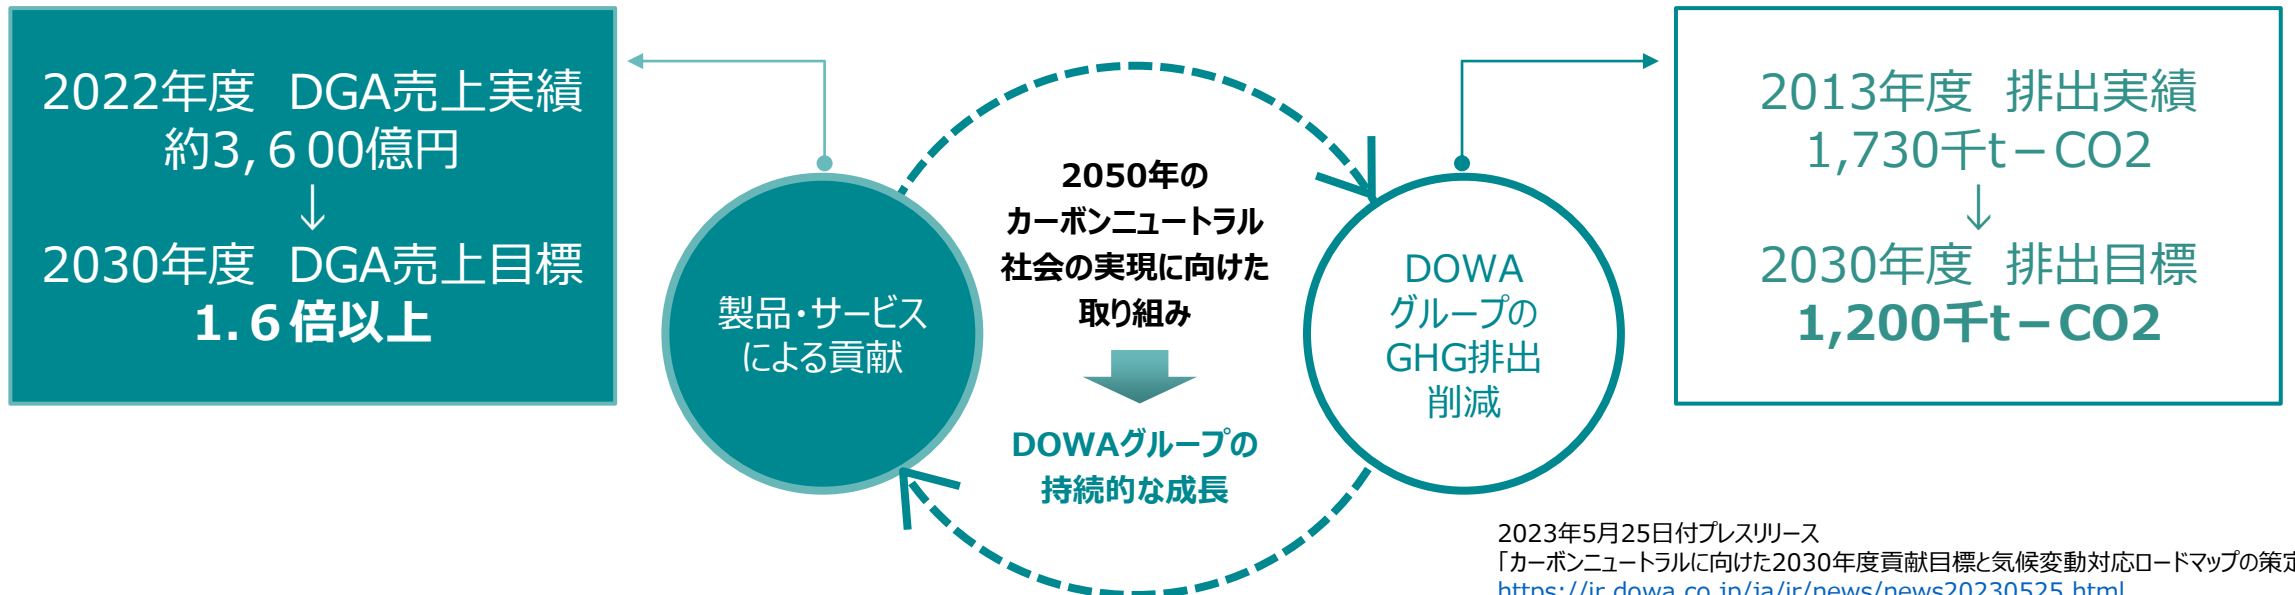 2022年度　DGA売上実績
約3,６00億円
↓
2030年度　DGA売上目標
1.６倍以上
製品・サービス
による貢献
2050年の
カーボンニュートラル
社会の実現に向けた
取り組み
DOWAグループの
持続的な成長
DOWA
グループの
GHG排出
削減
2013年度　排出実績
1,730千t－CO2
↓
2030年度　排出目標
1,200千t－CO2
2023年5月25日付プレスリリース
「カーボンニュートラルに向けた2030年度貢献目標と気候変動対応ロードマップの策定
https://ir.dowa.co.jp/ja/ir/news/news20230525.html